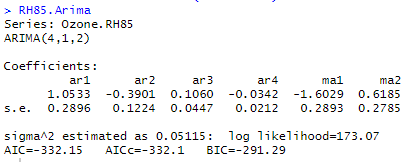 > RH85.Arima
Series: Ozone.RH85
ARIMA(4,1,2)
Coefficients:
ar1 ar2 ar3 ar4 ma1 ma2
1.0533 -0.3901 0.1060 -0.0342 -1.6029 0.6185
s.e. 0.2896 0.1224 0.0447 0.0212 0.2893 0.2785
sigma^2 estimated as 0.05115: log likelihood=173.07
AIC=-332.15 AICc=-332.1 BIC=-291.29